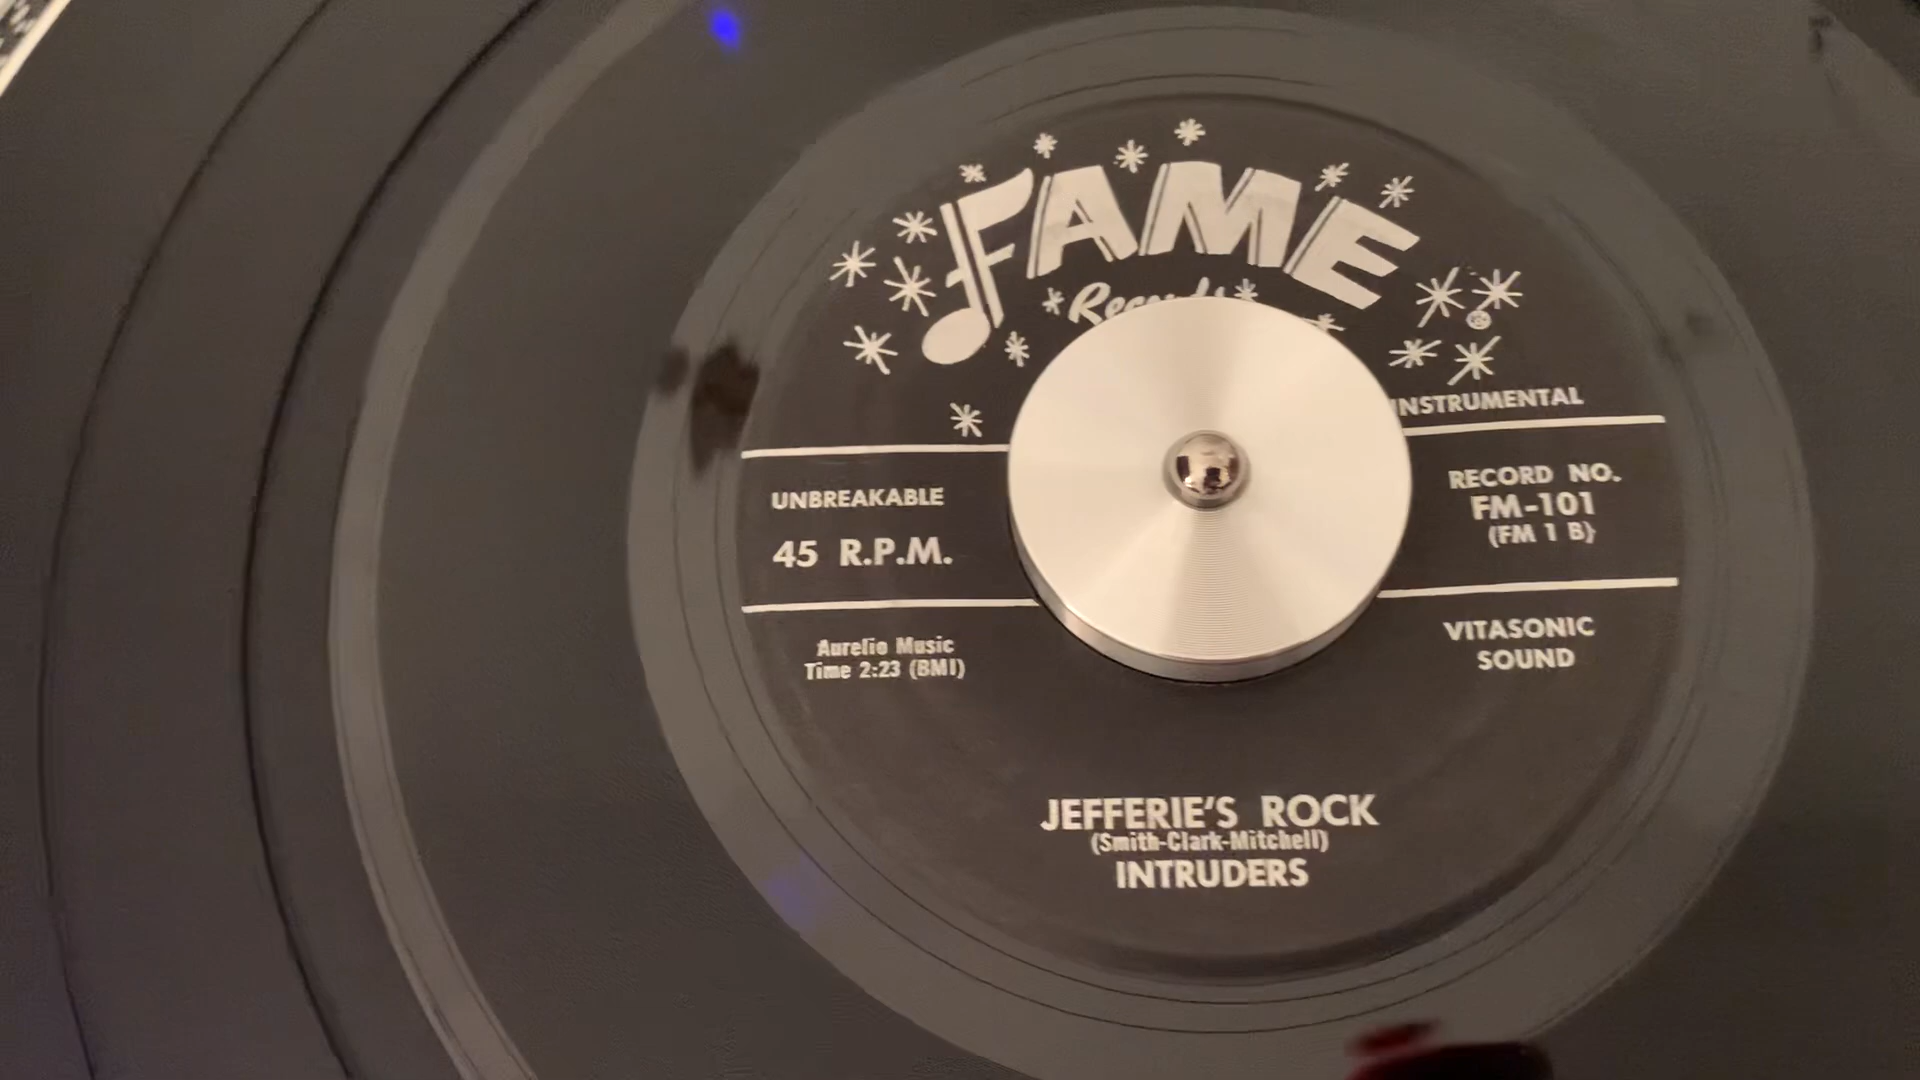 FAME
Records
INSTRUMENTAL
UNBREAKABLE
45 R.P.M.
RECORD NO.
FM-101
(FM 1 B)
Aurelio Music
Time 2:23 (BMI)
VITASONIC
SOUND
JEFFERIE'S ROCK
(Smith-Clark-Mitchell)
INTRUDERS